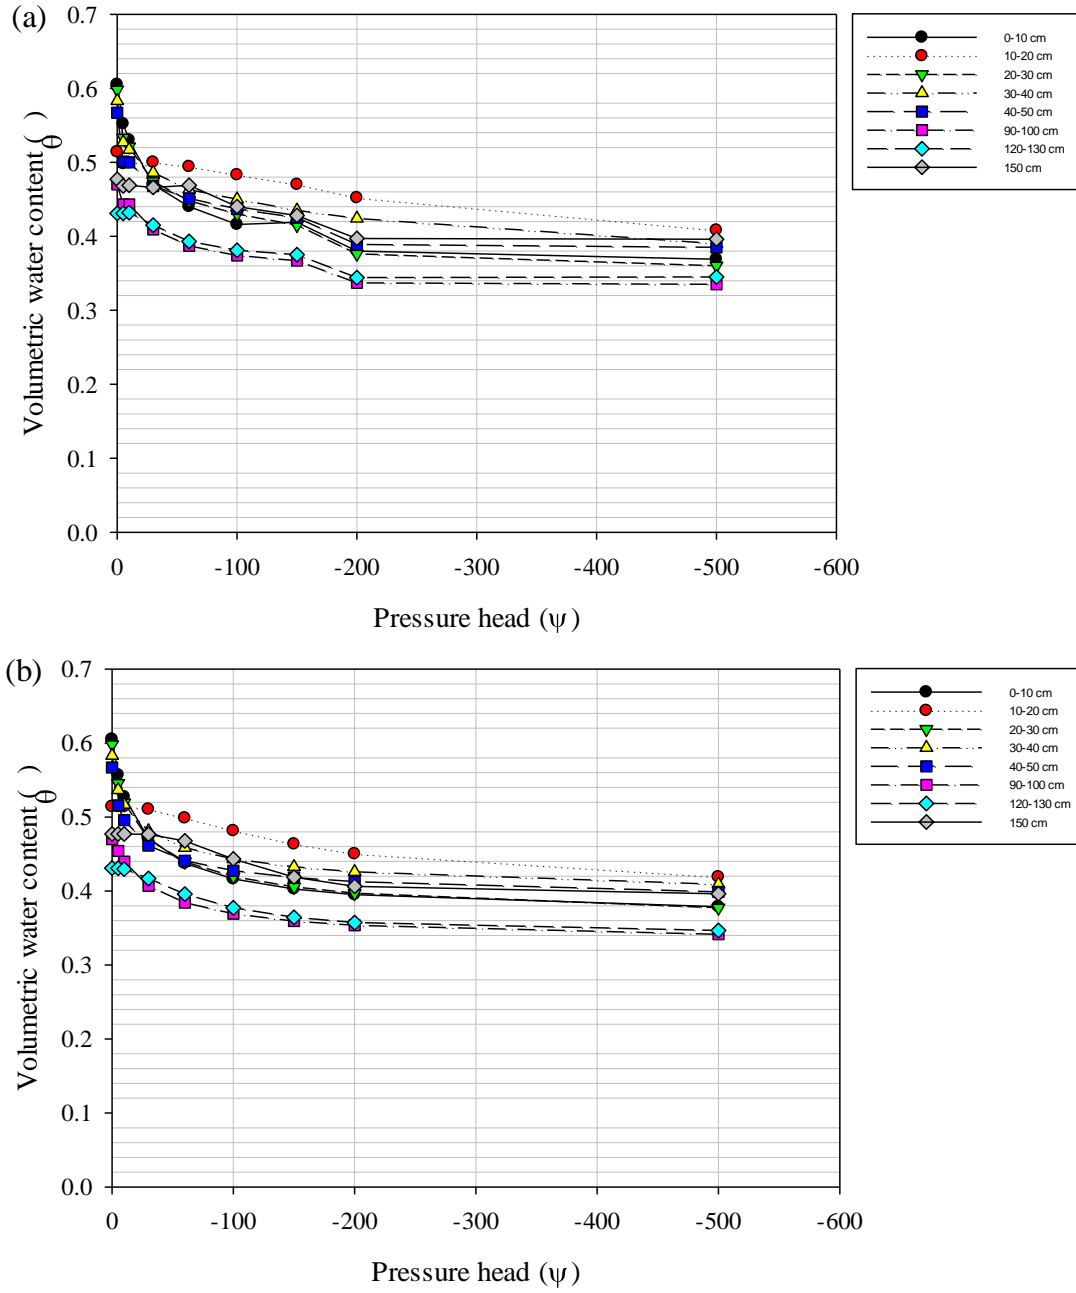 (a)
0.7
0.6
0.5
0.4
0.3
0.2
0.1
0.0
Volumetric water content (θ)
0 -100 -200 -300 -400 -500 -600
Pressure head (ψ)
0-10 cm
10-20 cm
20-30 cm
30-40 cm
40-50 cm
90-100 cm
120-130 cm
150 cm
(b)
0.7
0.6
0.5
0.4
0.3
0.2
0.1
0.0
Volumetric water content (θ)
0 -100 -200 -300 -400 -500 -600
Pressure head (ψ)
0-10 cm
10-20 cm
20-30 cm
30-40 cm
40-50 cm
90-100 cm
120-130 cm
150 cm